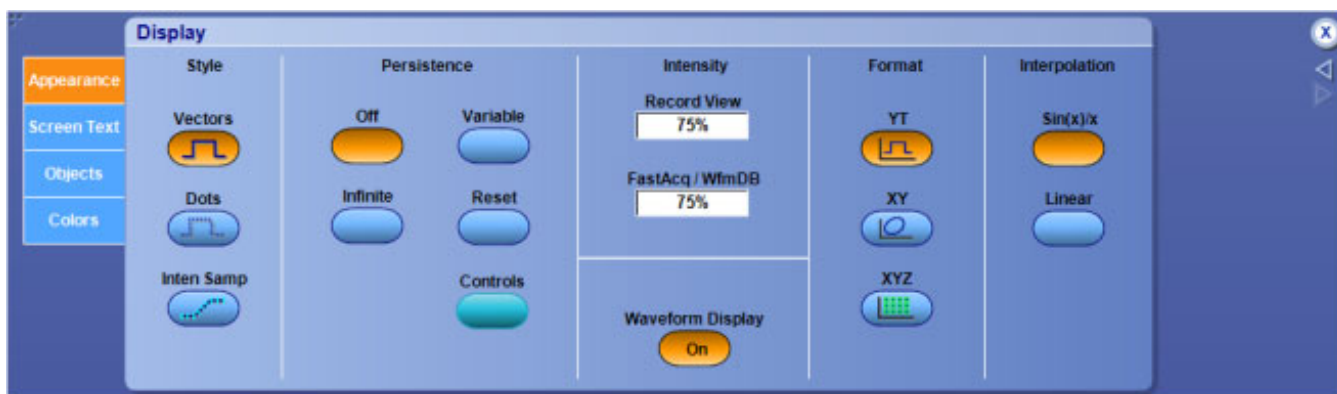 Display
Appearance
Screen Text
Objects
Colors
Style
Vectors
Dots
Inten Samp
Persistence
Off
Variable
Infinite
Reset
Controls
Intensity
Record View
75%
FastAcq / WfmDB
75%
Waveform Display
On
Format
YT
XY
XYZ
Interpolation
Sin(x)/x
Linear
X